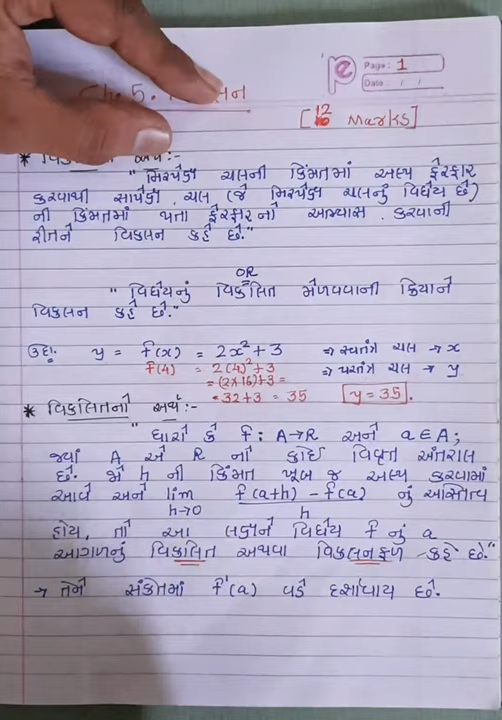 Page: 1
Date: / /
Ch. 5.
[12 Marks]
* અર્થ :-
"નિરપેક્ષ ચલની કિંમતમાં અલ્પ ફેરફાર
કરવાથી સાપેક્ષ ચલ (જે નિરપેક્ષ ચલનું વિધેય છે)
ની કિંમતમાં થતા ફેરફારનો અભ્યાસ કરવાની
રીતને વિકલન કહે છે."
OR
"વિધેયનું વિકલિત મેળવવાની ક્રિયાને
વિકલન કહે છે."
ઉદા: y = f(x) = 2x² + 3 ⇒ સ્વતંત્ર ચલ → x
f(4) = 2(4)² + 3 ⇒ પરતંત્ર ચલ → y
= (2×16)+3 =
= 32+3 = 35 y = 35.
* વિકલિતનો અર્થ :-
"ધારો કે f : A→R અને a ∈ A;
જ્યાં A એ R નો કોઈ વિવૃત અંતરાલ
છે. જો h ની કિંમત ખૂબ જ અલ્પ કરવામાં
આવે અને lim h→0 f(a+h) - f(a) / h નું અસ્તિત્વ
હોય, તો આ લક્ષને વિધેય f નું a
આગળનું વિકલિત અથવા વિકલનફળ કહે છે."
→ તેને સંકેતમાં f'(a) વડે દર્શાવાય છે.